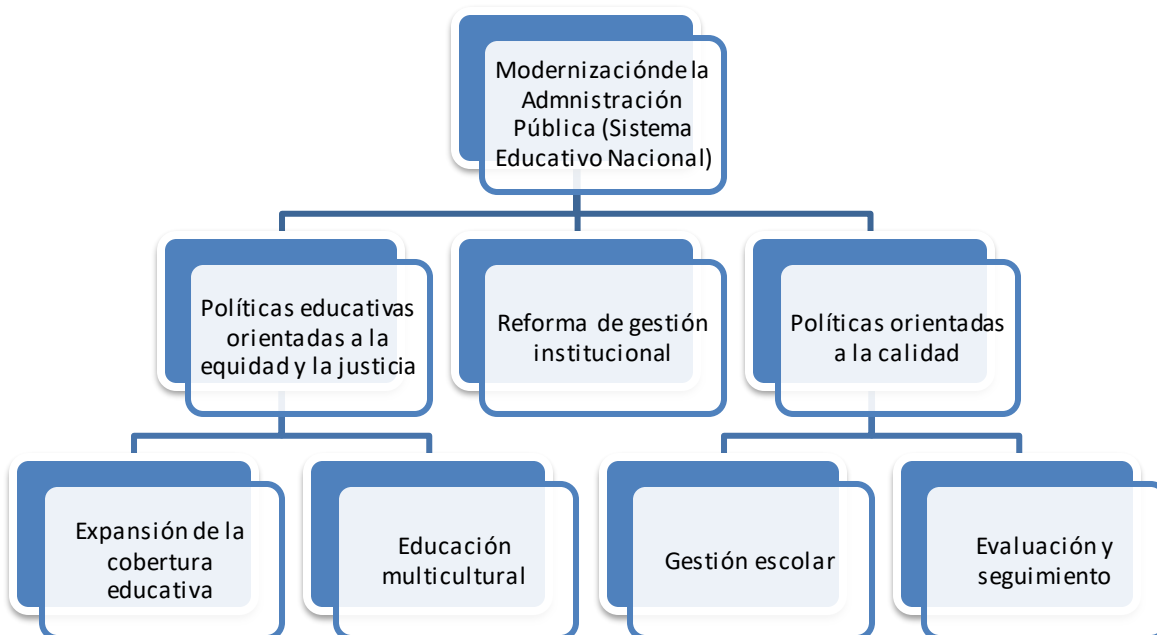 Modernizaciónde la
Admnistración
Pública (Sistema
Educativo Nacional)
Políticas educativas
orientadas a la
equidad y la justicia
Reforma de gestión
institucional
Políticas orientadas
a la calidad
Expansión de la
cobertura
educativa
Educación
multicultural
Gestión escolar
Evaluación y
seguimiento